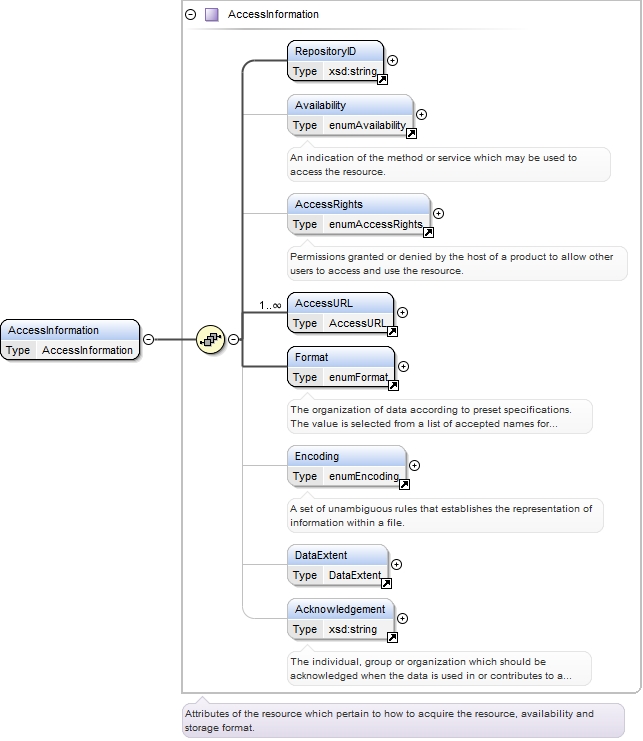 AccessInformation
RepositoryID
Type xsd:string
Availability
Type enumAvailability
An indication of the method or service which may be used to
access the resource.
AccessRights
Type enumAccessRights
Permissions granted or denied by the host of a product to allow other
users to access and use the resource.
1..∞
AccessURL
Type AccessURL
AccessInformation
Type AccessInformation
Format
Type enumFormat
The organization of data according to preset specifications.
The value is selected from a list of accepted names for...
Encoding
Type enumEncoding
A set of unambiguous rules that establishes the representation of
information within a file.
DataExtent
Type DataExtent
Acknowledgement
Type xsd:string
The individual, group or organization which should be
acknowledged when the data is used in or contributes to a...
Attributes of the resource which pertain to how to acquire the resource, availability and
storage format.